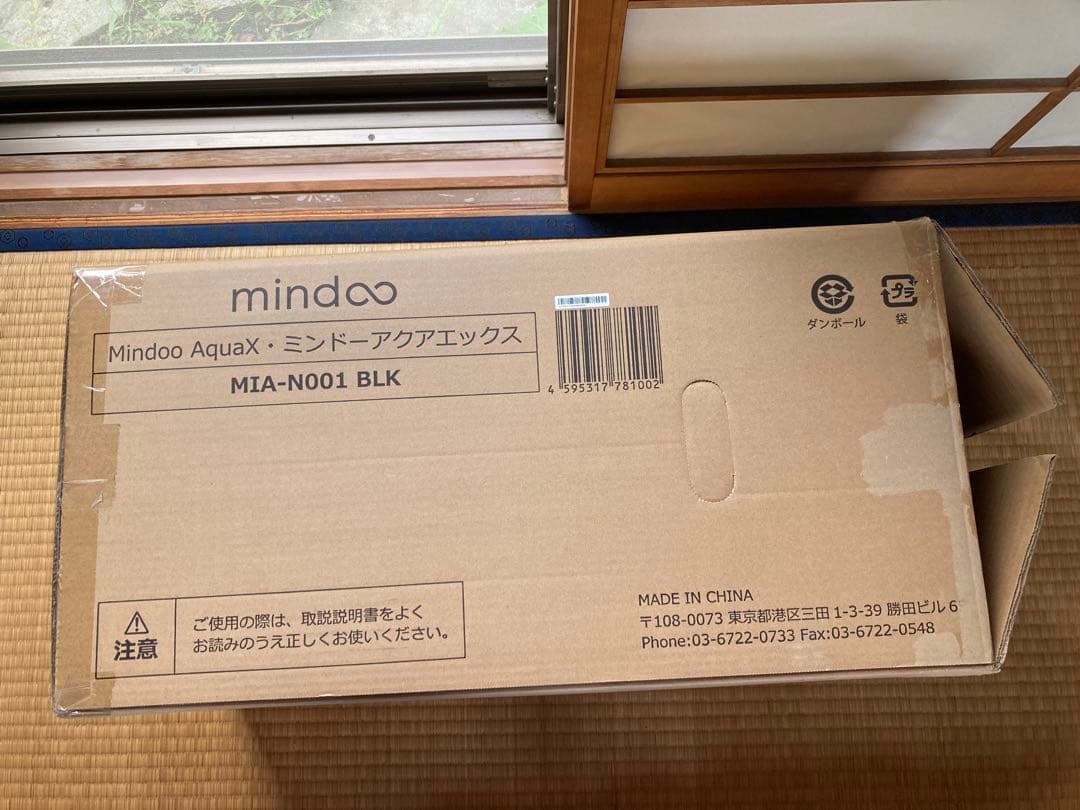 mindoo
Mindoo AquaX・ミンドーアクアエックス
MIA-N001 BLK
4 595317 781002
ダンボール
プラ
袋
注意
ご使用の際は、取説説明書をよく
お読みのうえ正しくお使いください。
MADE IN CHINA
〒108-0073 東京都港区三田 1-3-39 勝田ビル 6
Phone:03-6722-0733 Fax:03-6722-0548